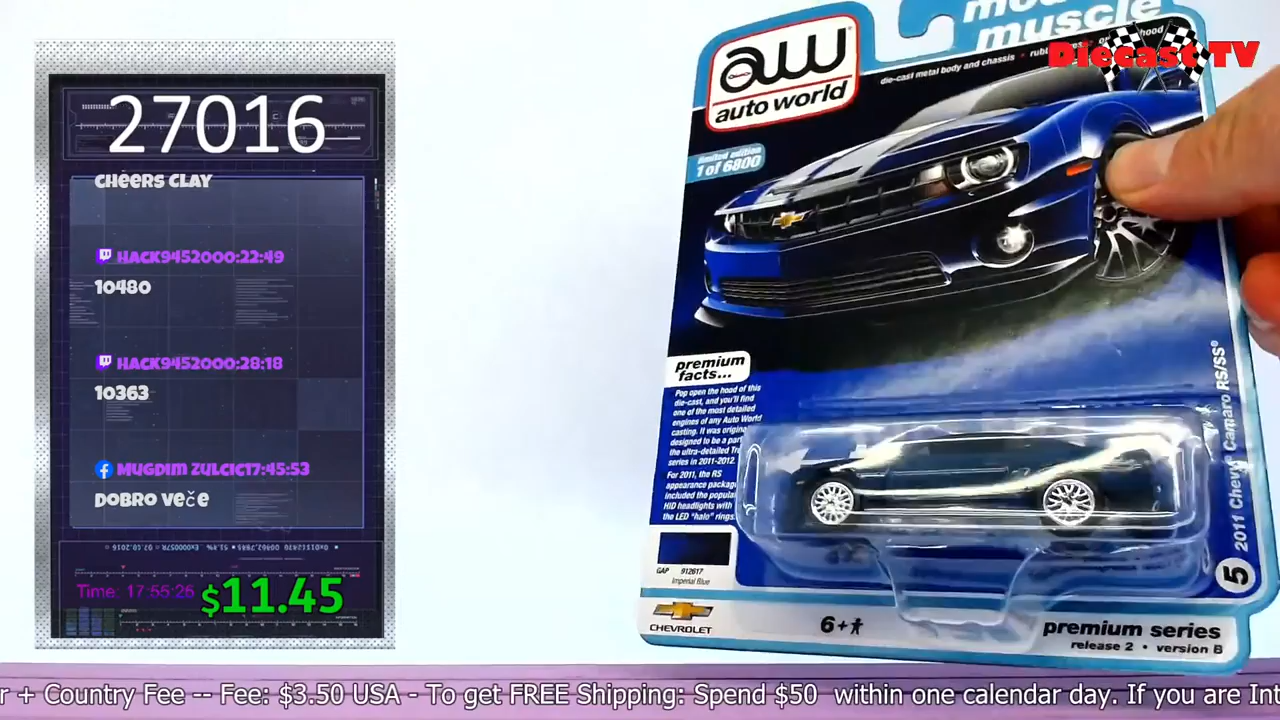 27016
CHEERS CLAY
HACK9452000:22:49
10480
HACK9452000:28:18
10363
MUGDIM ZULCIC17:45:53
DOBRO VEČE
Time: 17:55:26
$11.45
muscle
Diecast TV
aw
auto world
die-cast metal body and chassis
limited edition
1 of 6800
premium
facts...
Pop open the hood of this
die-cast, and you'll find
one of the most detailed
engines of any Auto World
casting. It was
designed to be a part
the ultra-detailed
series in 2011-2012.
For 2011, the RS
appearance
included the
HID headlights with
the LED "halo" rings.
GAP 912617
Imperial Blue
CHEVROLET
6+
premium series
release 2 • version B
5
2011 Chevy Camaro RS/SS
+ Country Fee -- Fee: $3.50 USA - To get FREE Shipping: Spend $50 within one calendar day. If you are